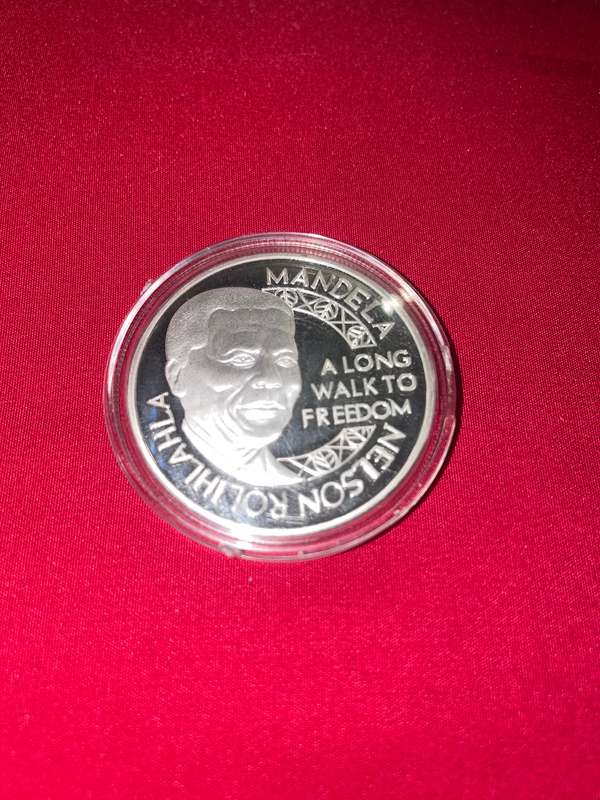 MANDELA
A LONG
WALK TO
FREEDOM
NELSON ROLIHLAHLA